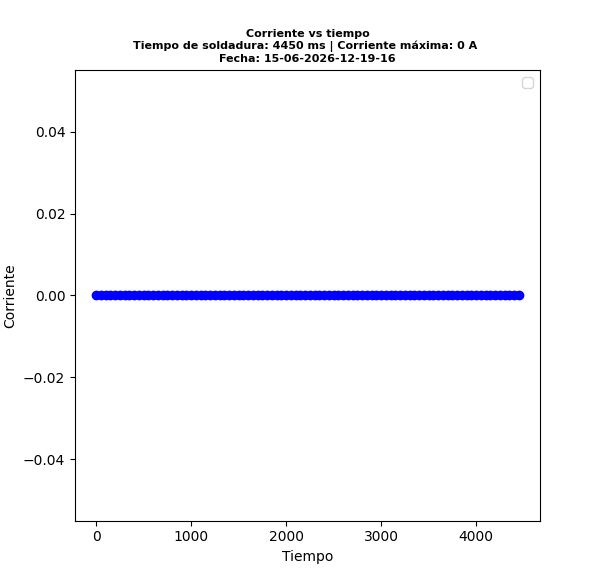 Corriente vs tiempo
Tiempo de soldadura: 4450 ms | Corriente máxima: 0 A
Fecha: 15-06-2026-12-19-16
0.04
0.02
0.00
−0.02
−0.04
Corriente
0 1000 2000 3000 4000
Tiempo